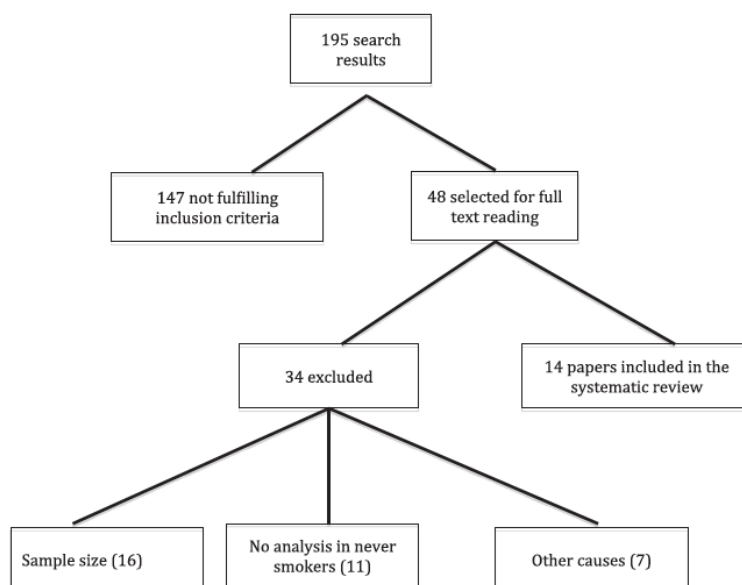 195 search
results
147 not fulfilling
inclusion criteria
48 selected for full
text reading
34 excluded
14 papers included in the
systematic review
Sample size (16)
No analysis in never
smokers (11)
Other causes (7)